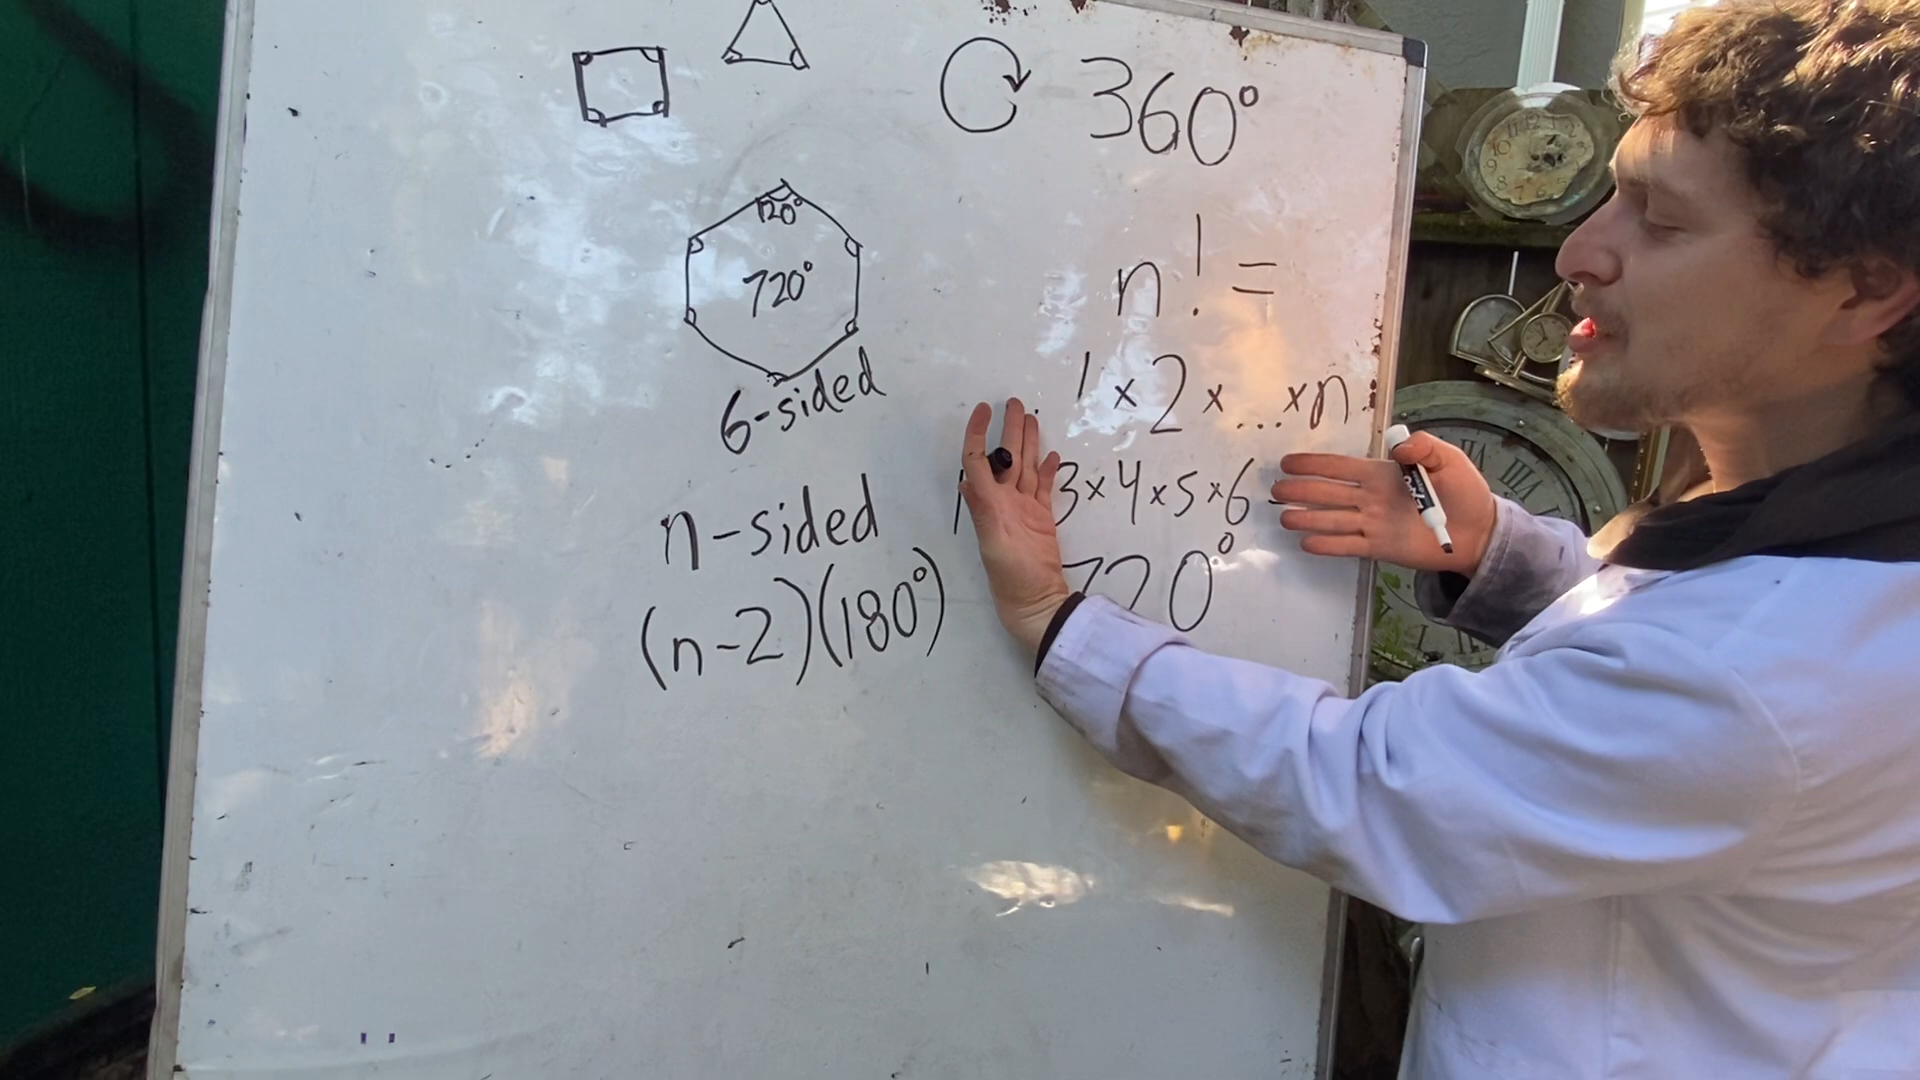 360°
120°
720°
6-sided
n-sided
(n-2)(180°)
n! =
1 × 2 × ... × n
3×4×5×6
720°